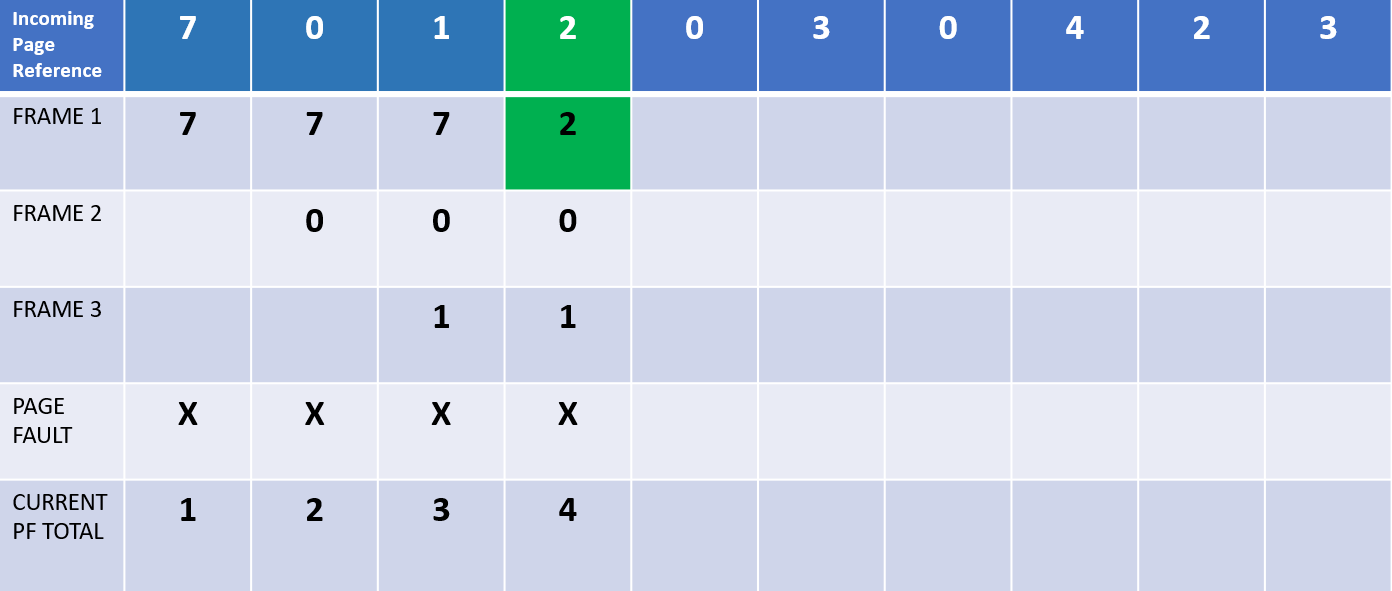 Incoming
Page
Reference
7 0 1 2 0 3 0 4 2 3
FRAME 1 7 7 7 2
FRAME 2 0 0 0
FRAME 3 1 1
PAGE
FAULT
X X X X
CURRENT
PF TOTAL
1 2 3 4